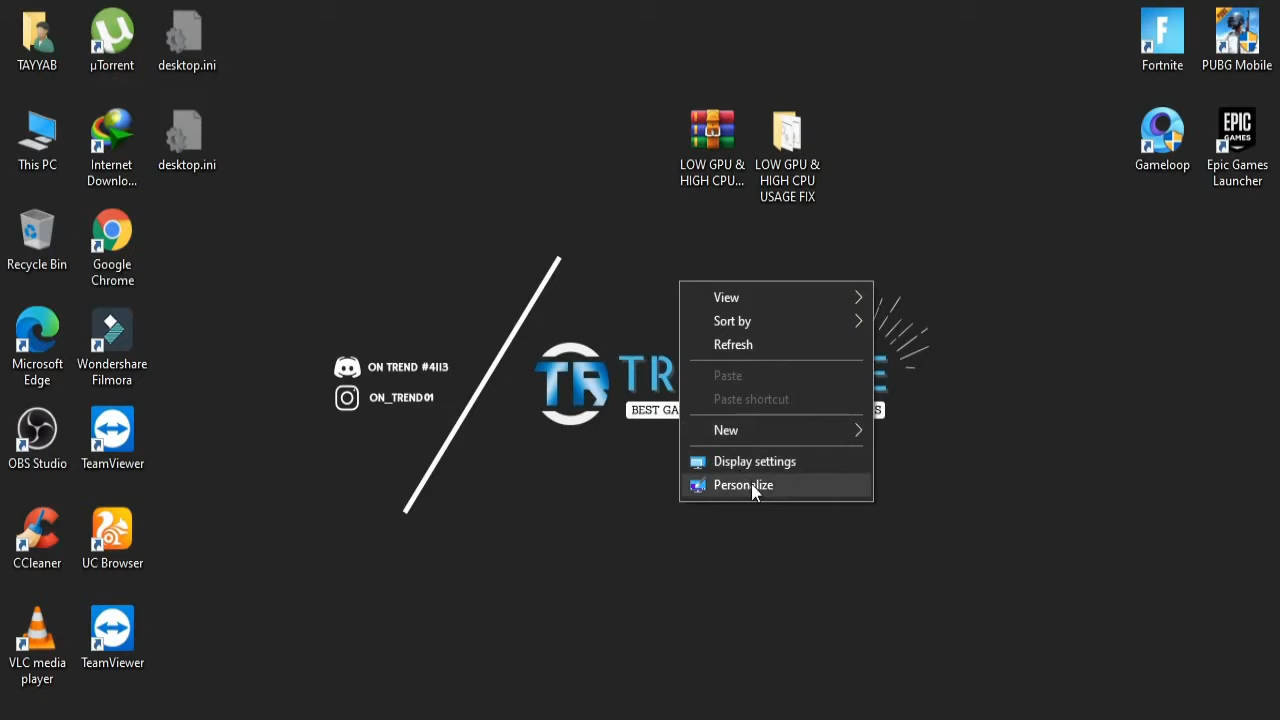 TAYYAB
µTorrent
desktop.ini
Fortnite
PUBG Mobile
This PC
Internet
Downlo...
desktop.ini
LOW GPU &
HIGH CPU...
LOW GPU &
HIGH CPU
USAGE FIX
Gameloop
Epic Games
Launcher
EPIC
GAMES
Recycle Bin
Google
Chrome
View
Sort by
Refresh
Paste
Paste shortcut
New
Display settings
Personalize
Microsoft
Edge
Wondershare
Filmora
ON TREND #4113
ON_TREND01
TR
TR
E
BEST GA
S
OBS Studio
TeamViewer
CCleaner
UC Browser
VLC media
player
TeamViewer